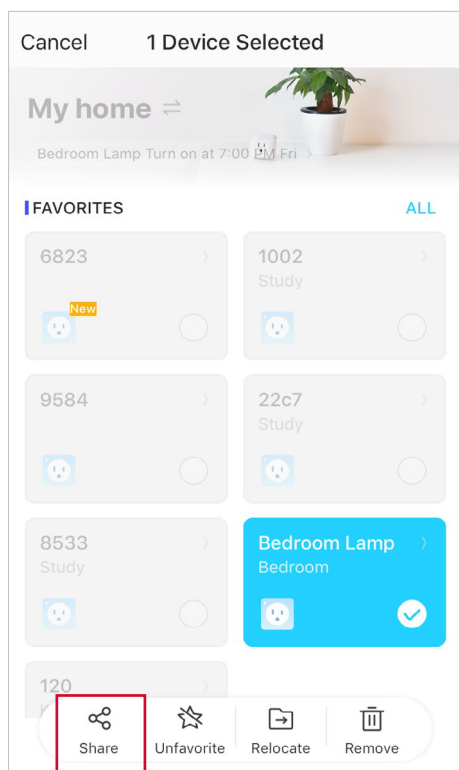 Cancel 1 Device Selected
My home
Bedroom Lamp Turn on at 7:00 PM Fri
FAVORITES ALL
6823 1002
Study
New
9584 22c7
Study
8533 Bedroom Lamp
Study Bedroom
120
Share Unfavorite Relocate Remove